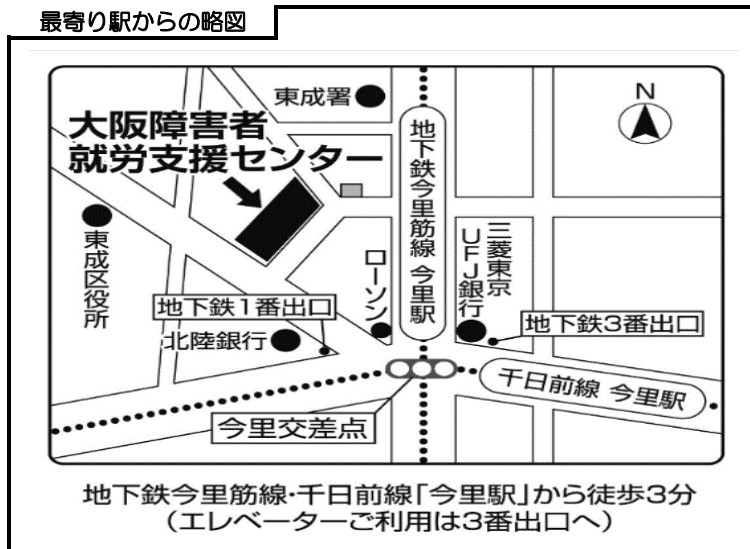 最寄り駅からの略図
東成署
N
大阪障害者
就労支援センター
地下鉄今里筋線 今里駅
東成区役所
ローソン
三菱東京
UFJ銀行
地下鉄1番出口
地下鉄3番出口
北陸銀行
千日前線 今里駅
今里交差点
地下鉄今里筋線・千日前線「今里駅」から徒歩3分
(エレベーターご利用は3番出口へ)